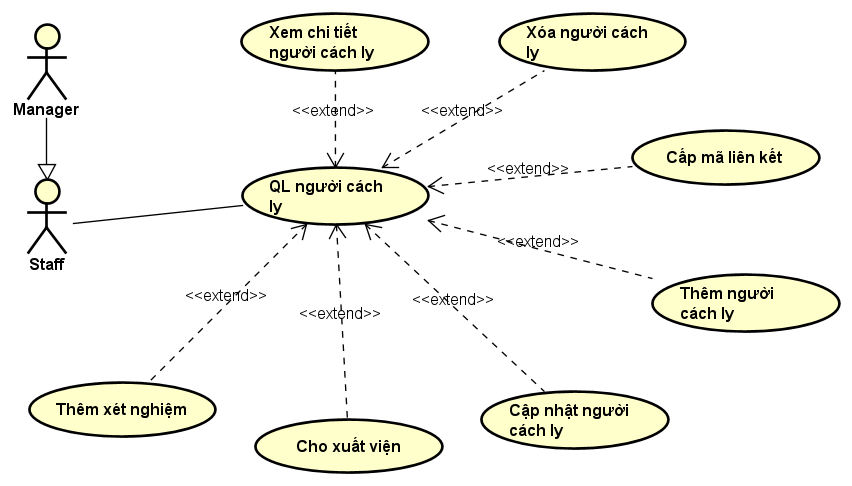 Xem chi tiết
người cách ly
Xóa người cách
ly
Manager
<<extend>>
<<extend>>
Cấp mã liên kết
<<extend>>
QL người cách
ly
Staff
<<extend>>
Thêm người
cách ly
<<extend>>
<<extend>>
<<extend>>
Thêm xét nghiệm
Cho xuất viện
Cập nhật người
cách ly